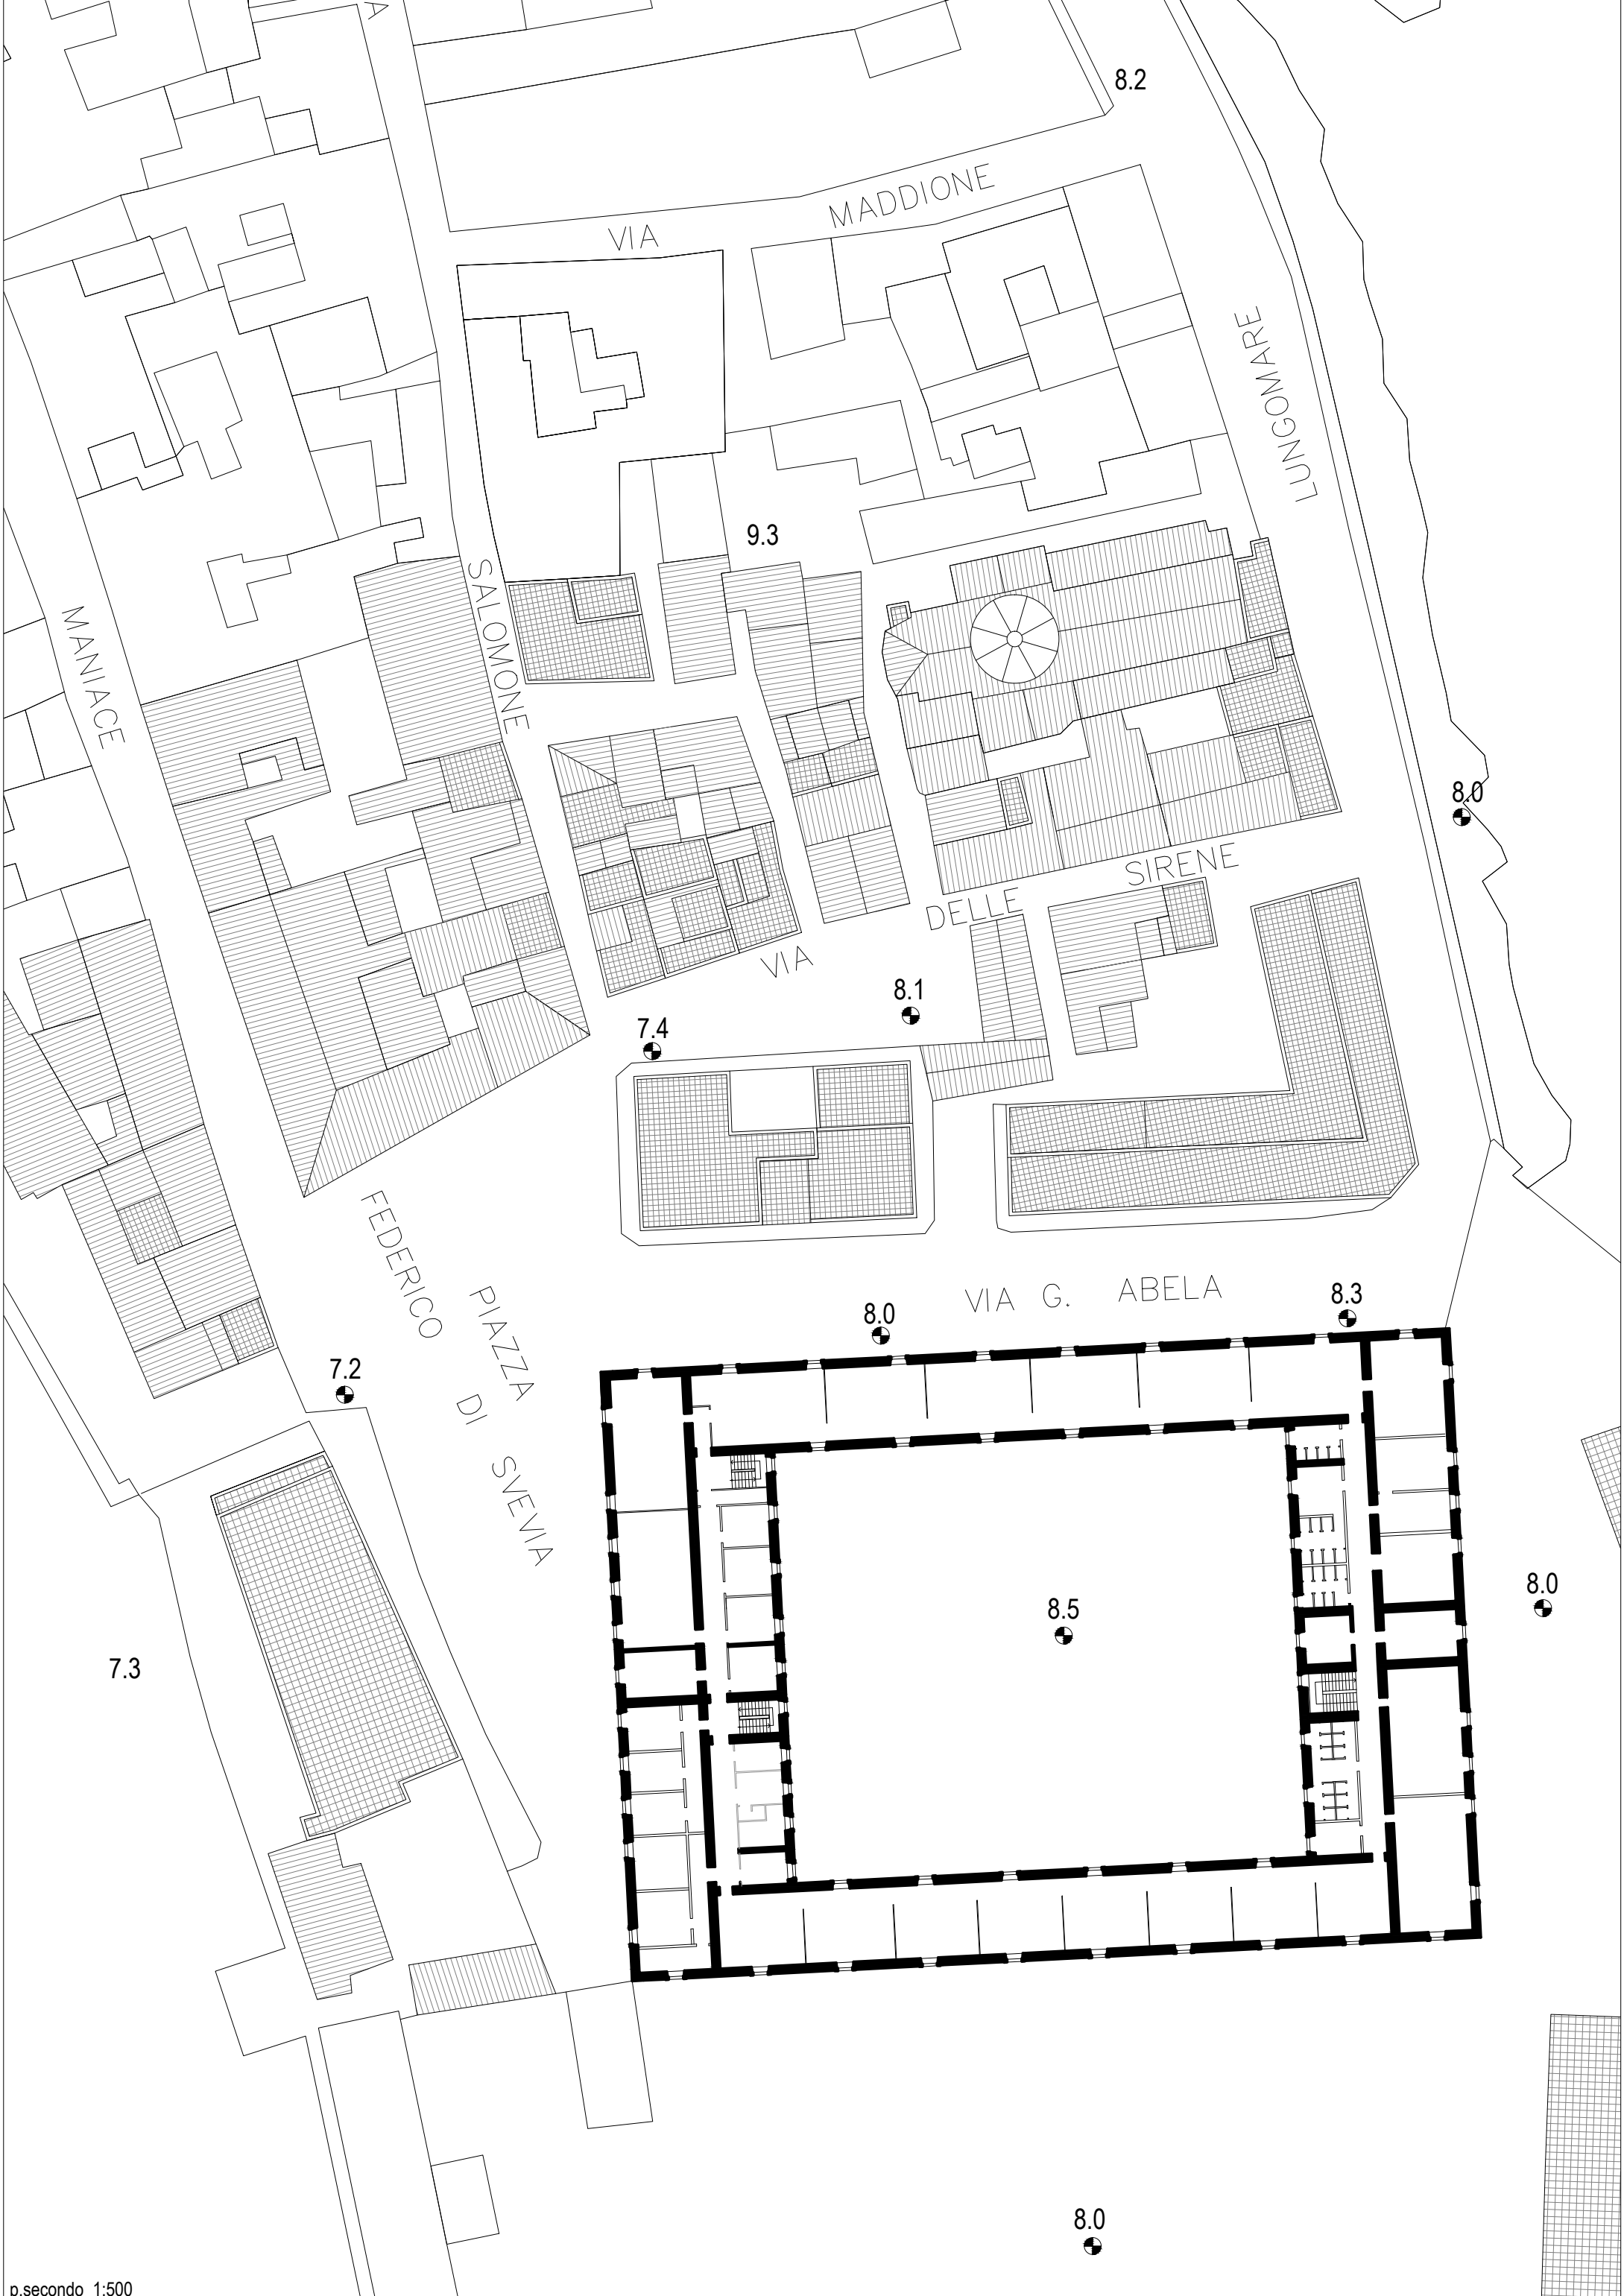 A
8.2
MADDIONE
VIA
LUNGOMARE
9.3
SALOMONE
MANIACE
8.0
SIRENE
DELLE
VIA
8.1
7.4
FEDERICO
PIAZZA
DI
SVEVIA
VIA G. ABELA
8.3
8.0
7.2
8.0
8.5
7.3
8.0
p.secondo 1:500